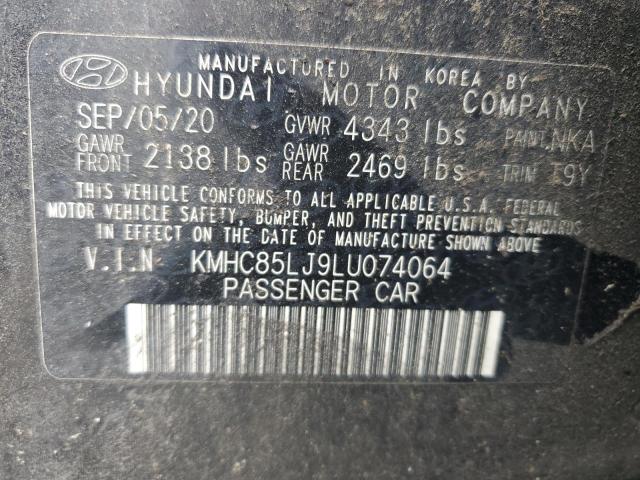 MANUFACTURED IN KOREA BY
HYUNDAI MOTOR COMPANY
SEP/05/20 GVWR 4343 lbs PAINT NKA
GAWR FRONT 2138 lbs GAWR REAR 2469 lbs TRIM T9Y
THIS VEHICLE CONFORMS TO ALL APPLICABLE U.S.A. FEDERAL
MOTOR VEHICLE SAFETY, BUMPER, AND THEFT PREVENTION STANDARDS
IN EFFECT ON THE DATE OF MANUFACTURE SHOWN ABOVE.
V.I.N KMHC85LJ9LU074064
PASSENGER CAR